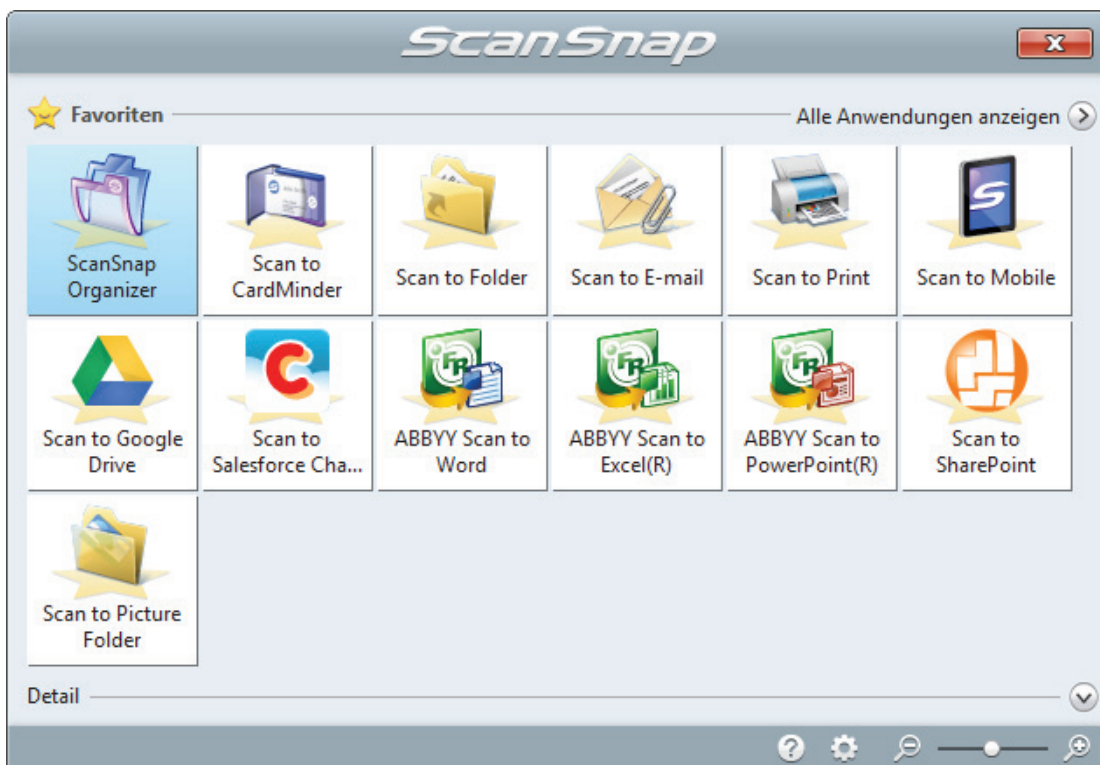 ScanSnap
Favoriten
Alle Anwendungen anzeigen
ScanSnap
Organizer
Scan to
CardMinder
Scan to Folder
Scan to E-mail
Scan to Print
Scan to Mobile
Scan to Google
Drive
Scan to
Salesforce Cha...
ABBYY Scan to
Word
ABBYY Scan to
Excel(R)
ABBYY Scan to
PowerPoint(R)
Scan to
SharePoint
Scan to Picture
Folder
Detail